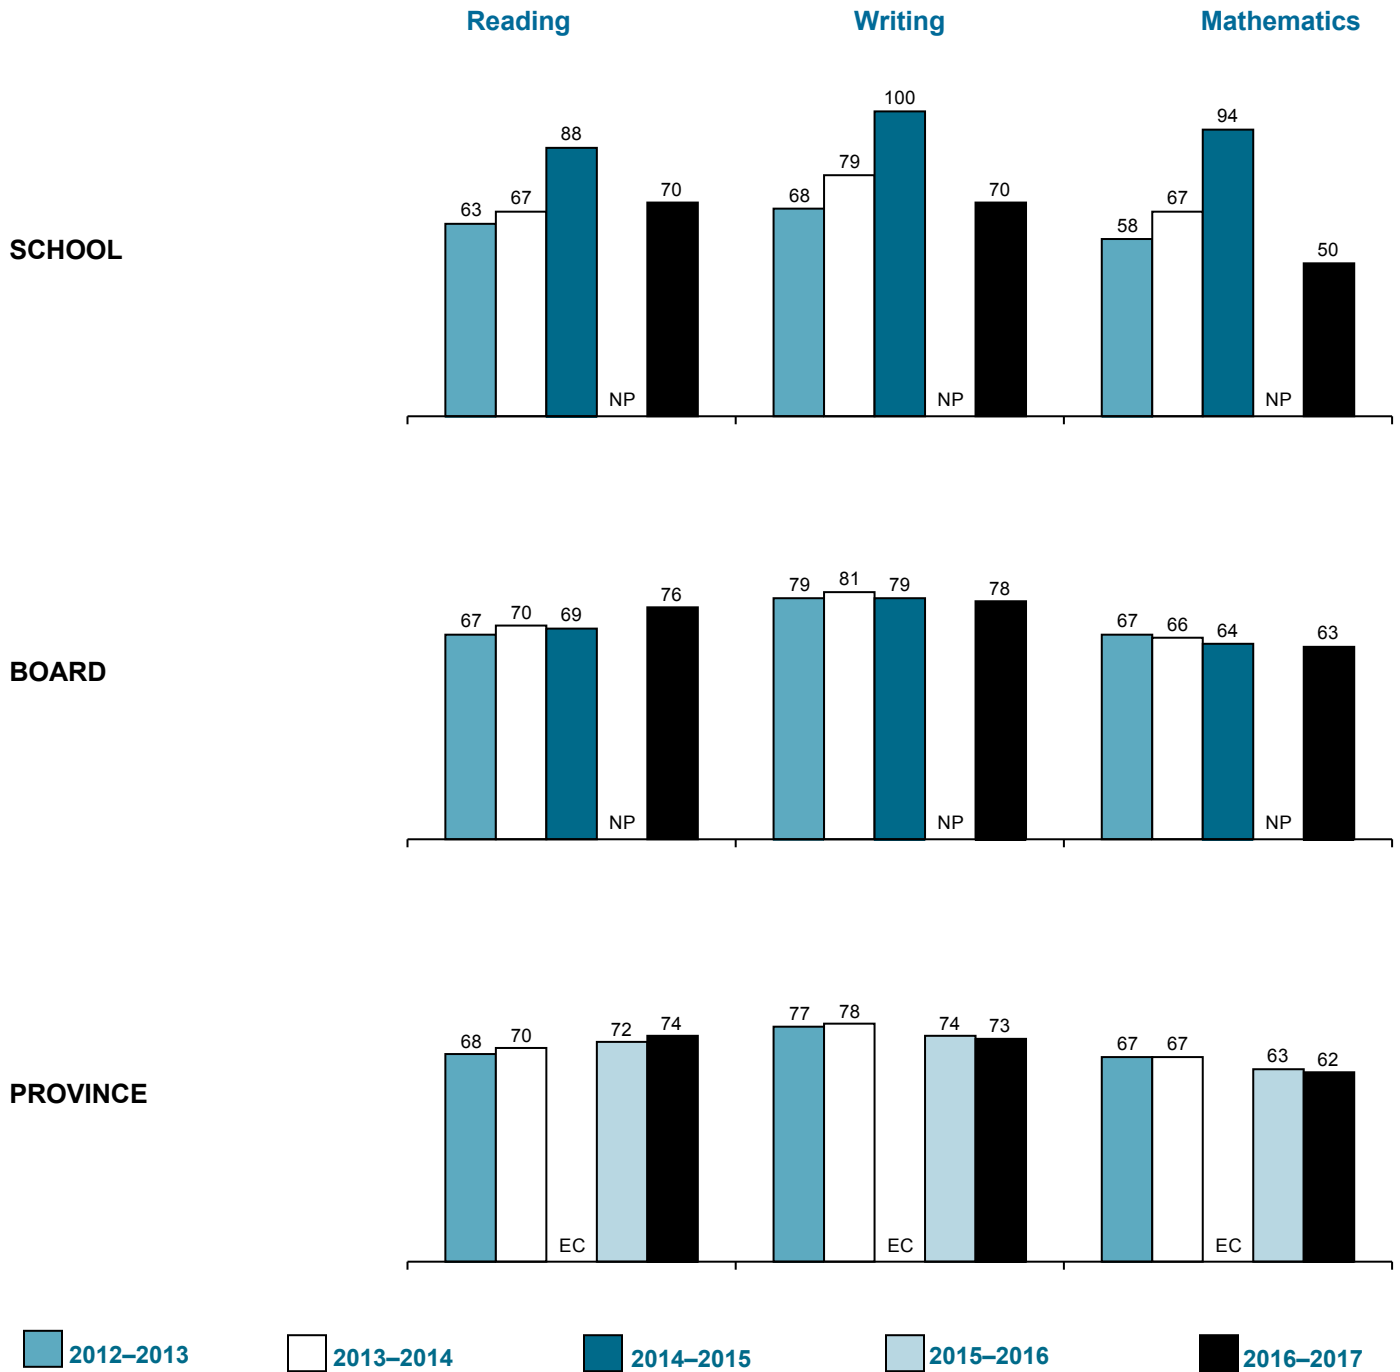 Reading Writing Mathematics
SCHOOL
63 67 88 NP 70
68 79 100 NP 70
58 67 94 NP 50
BOARD
67 70 69 NP 76
79 81 79 NP 78
67 66 64 NP 63
PROVINCE
68 70 EC 72 74
77 78 EC 74 73
67 67 EC 63 62
2012–2013 2013–2014 2014–2015 2015–2016 2016–2017